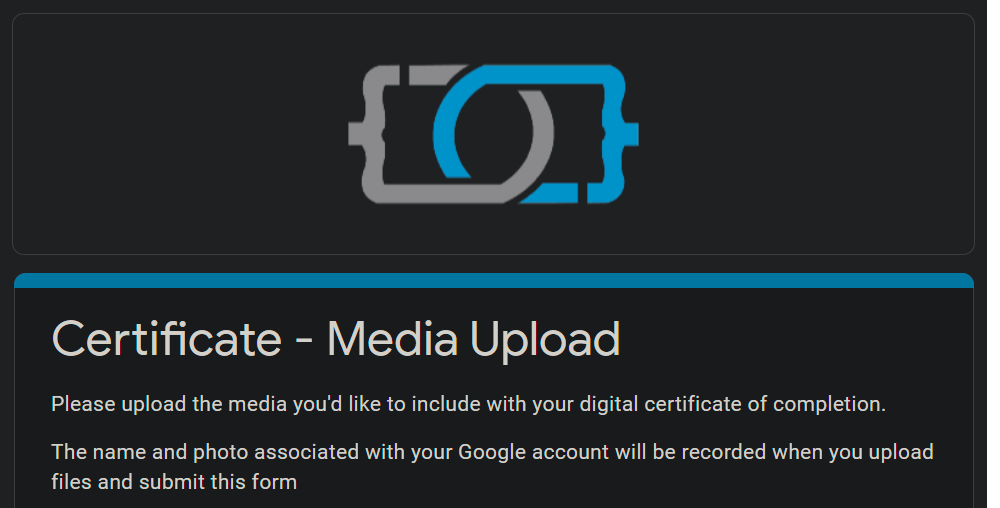 Certificate - Media Upload
Please upload the media you'd like to include with your digital certificate of completion.
The name and photo associated with your Google account will be recorded when you upload
files and submit this form